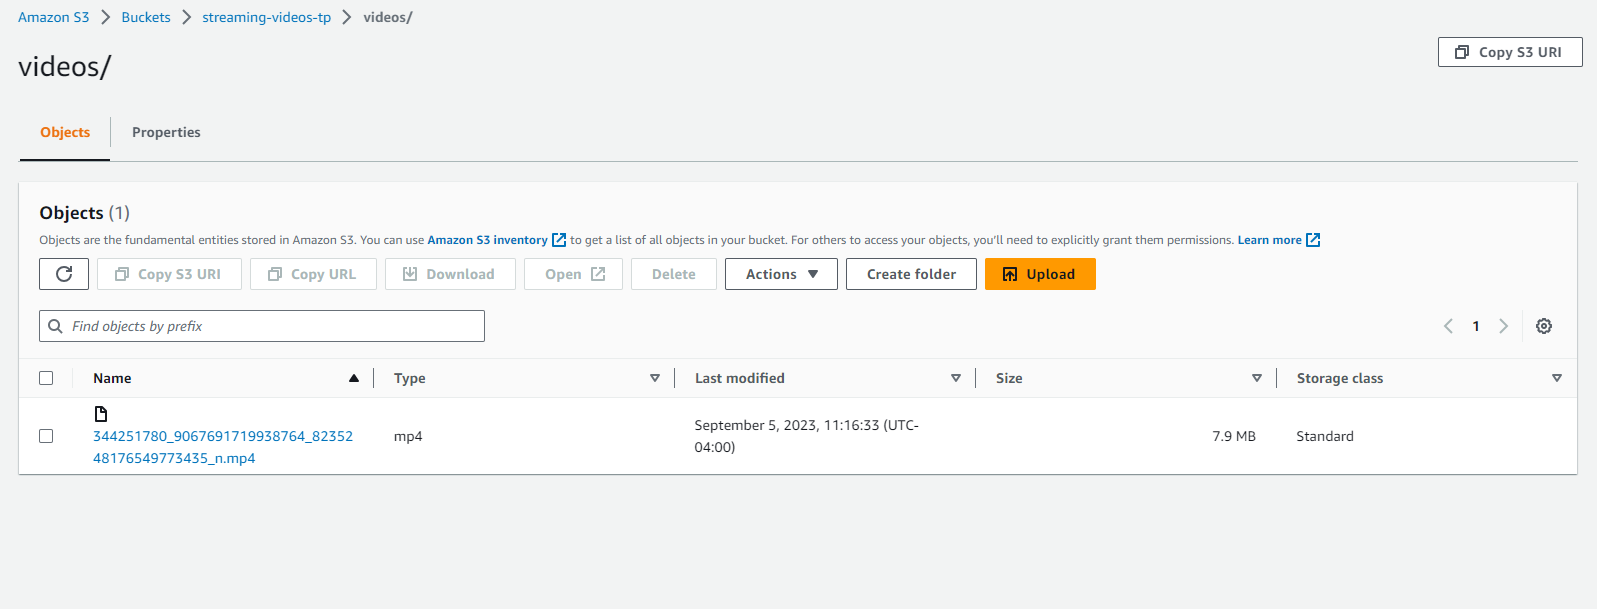 Amazon S3 > Buckets > streaming-videos-tp > videos/
videos/
Copy S3 URI
Objects Properties
Objects (1)
Objects are the fundamental entities stored in Amazon S3. You can use Amazon S3 inventory to get a list of all objects in your bucket. For others to access your objects, you'll need to explicitly grant them permissions. Learn more
Copy S3 URI Copy URL Download Open Delete Actions Create folder Upload
Find objects by prefix
1
Name Type Last modified Size Storage class
344251780_9067691719938764_82352
48176549773435_n.mp4
mp4
September 5, 2023, 11:16:33 (UTC-
04:00)
7.9 MB
Standard